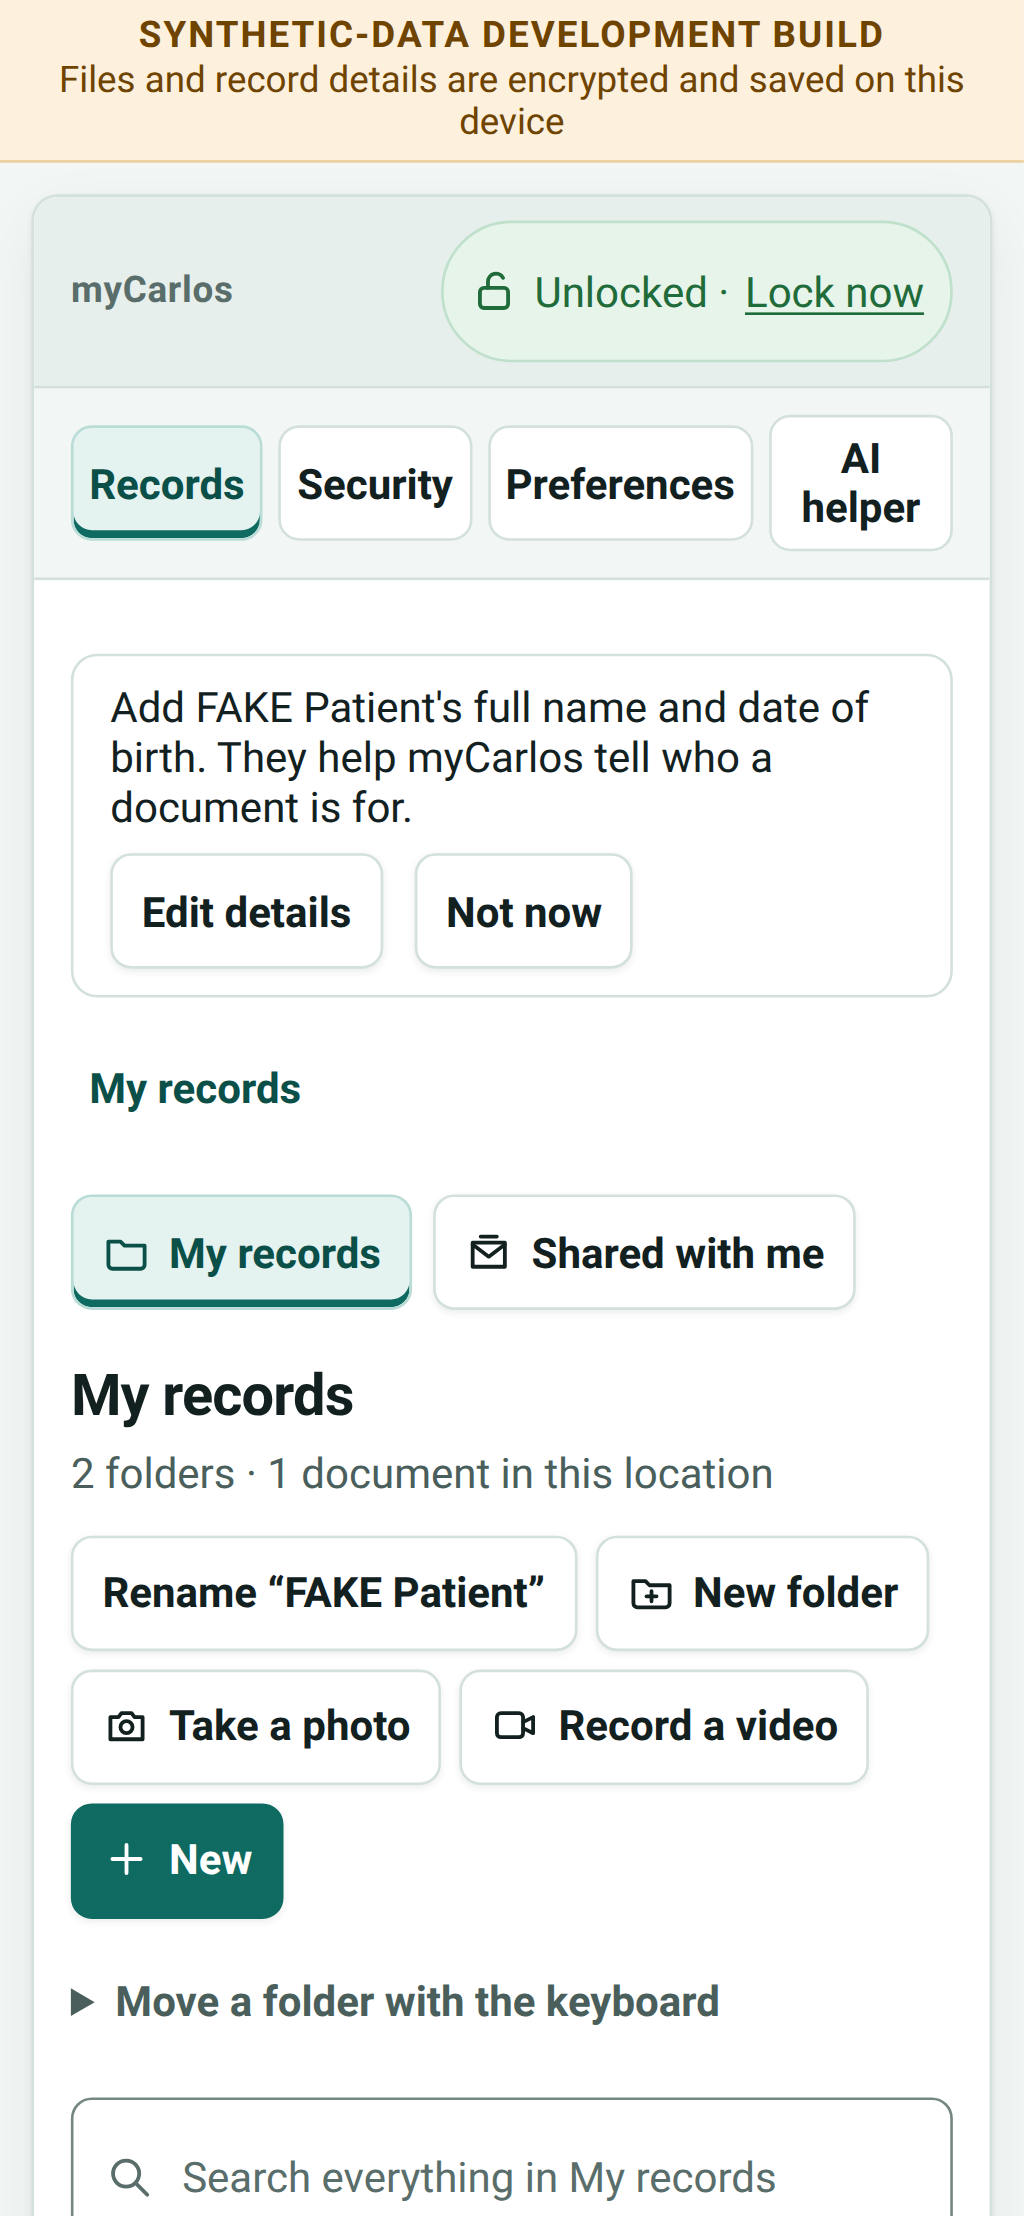 SYNTHETIC-DATA DEVELOPMENT BUILD
Files and record details are encrypted and saved on this
device
myCarlos
Unlocked · Lock now
Records
Security
Preferences
AI
helper
Add FAKE Patient's full name and date of
birth. They help myCarlos tell who a
document is for.
Edit details
Not now
My records
My records
Shared with me
My records
2 folders · 1 document in this location
Rename “FAKE Patient”
New folder
Take a photo
Record a video
New
Move a folder with the keyboard
Search everything in My records